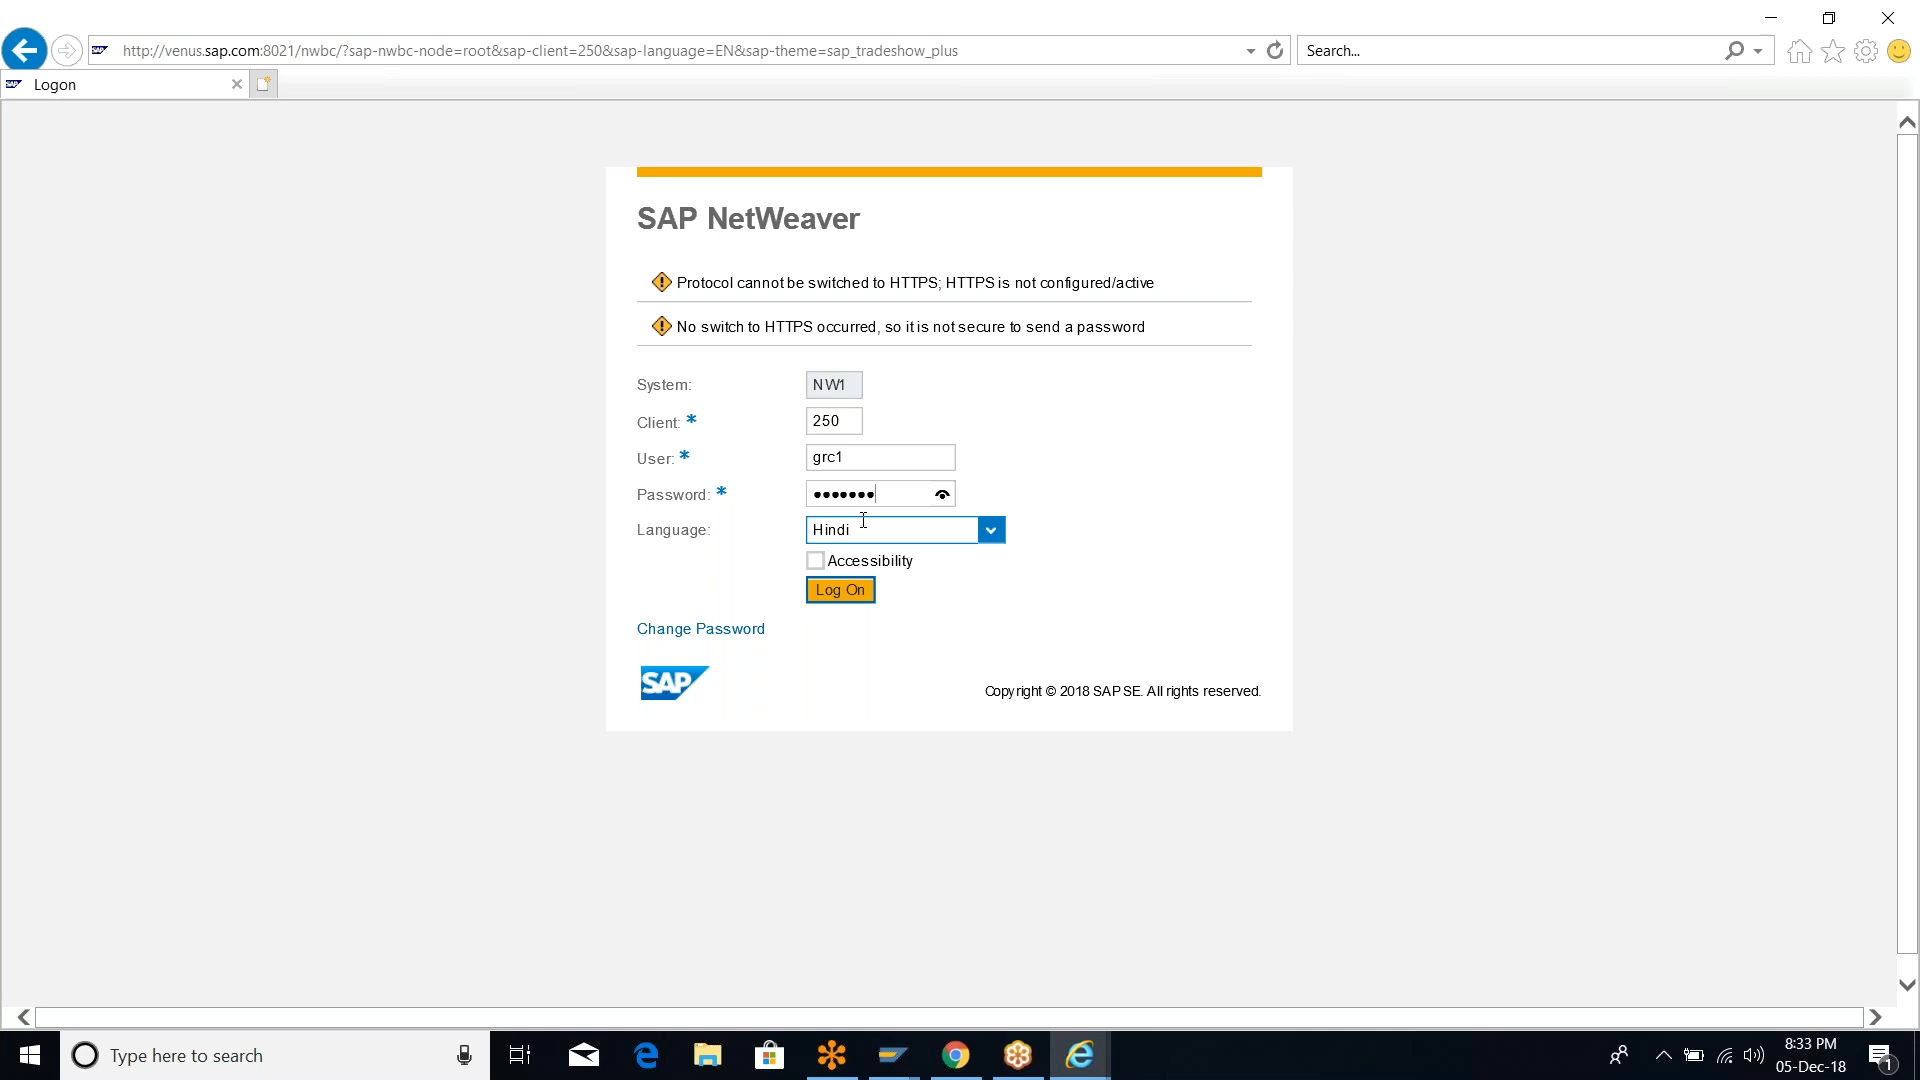 http://venus.sap.com:8021/nwbc/?sap-nwbc-node=root&sap-client=250&sap-language=EN&sap-theme=sap_tradeshow_plus
Search...
Logon
SAP NetWeaver
Protocol cannot be switched to HTTPS; HTTPS is not configured/active
No switch to HTTPS occurred, so it is not secure to send a password
System: NW1
Client: * 250
User: * grc1
Password: * •••••••
Language: Hindi
Accessibility
Log On
Change Password
SAP
Copyright © 2018 SAP SE. All rights reserved.
Type here to search
8:33 PM
05-Dec-18
1